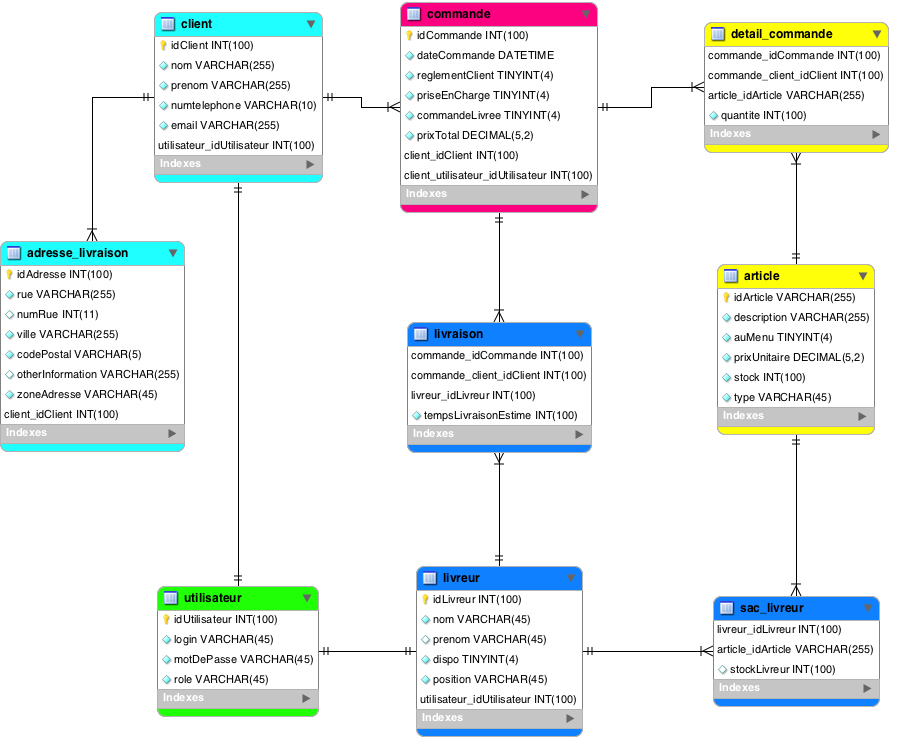 client
idClient INT(100)
nom VARCHAR(255)
prenom VARCHAR(255)
numtelephone VARCHAR(10)
email VARCHAR(255)
utilisateur_idUtilisateur INT(100)
Indexes
commande
idCommande INT(100)
dateCommande DATETIME
reglementClient TINYINT(4)
priseEnCharge TINYINT(4)
commandeLivree TINYINT(4)
prixTotal DECIMAL(5,2)
client_idClient INT(100)
client_utilisateur_idUtilisateur INT(100)
Indexes
detail_commande
commande_idCommande INT(100)
commande_client_idClient INT(100)
article_idArticle VARCHAR(255)
quantite INT(100)
Indexes
adresse_livraison
idAdresse INT(100)
rue VARCHAR(255)
numRue INT(11)
ville VARCHAR(255)
codePostal VARCHAR(5)
otherInformation VARCHAR(255)
zoneAdresse VARCHAR(45)
client_idClient INT(100)
Indexes
livraison
commande_idCommande INT(100)
commande_client_idClient INT(100)
livreur_idLivreur INT(100)
tempsLivraisonEstime INT(100)
Indexes
article
idArticle VARCHAR(255)
description VARCHAR(255)
auMenu TINYINT(4)
prixUnitaire DECIMAL(5,2)
stock INT(100)
type VARCHAR(45)
Indexes
utilisateur
idUtilisateur INT(100)
login VARCHAR(45)
motDePasse VARCHAR(45)
role VARCHAR(45)
Indexes
livreur
idLivreur INT(100)
nom VARCHAR(45)
prenom VARCHAR(45)
dispo TINYINT(4)
position VARCHAR(45)
utilisateur_idUtilisateur INT(100)
Indexes
sac_livreur
livreur_idLivreur INT(100)
article_idArticle VARCHAR(255)
stockLivreur INT(100)
Indexes